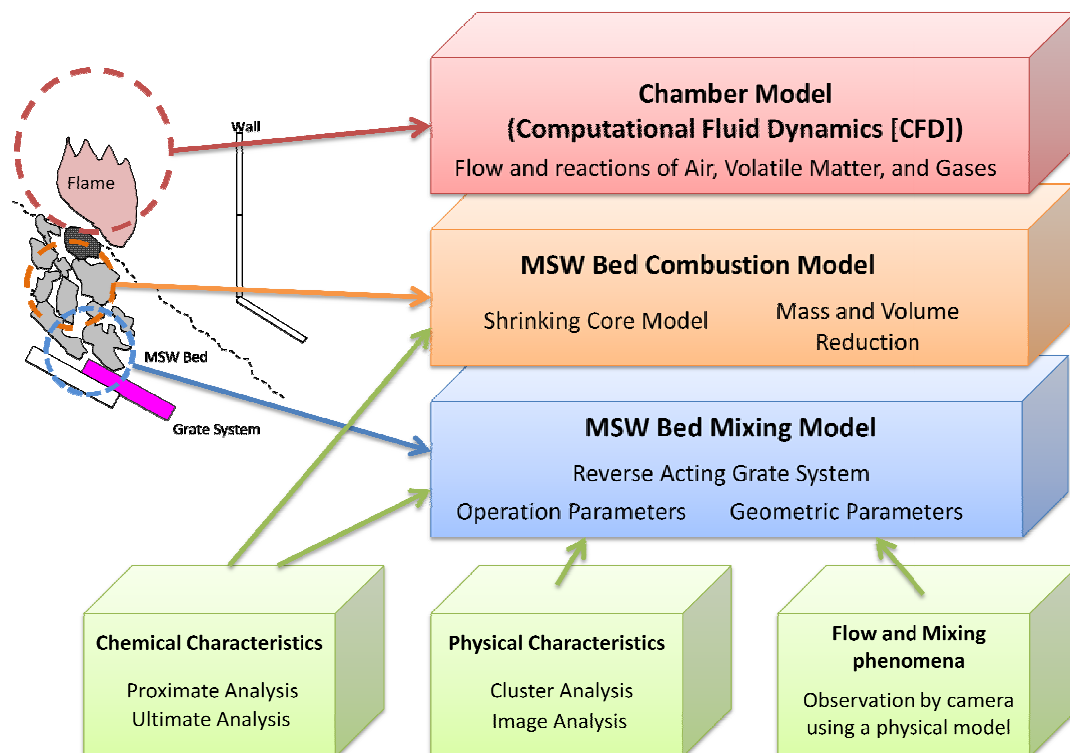 Wall
Flame
MSW Bed
Grate System
Chamber Model
(Computational Fluid Dynamics [CFD])
Flow and reactions of Air, Volatile Matter, and Gases
MSW Bed Combustion Model
Shrinking Core Model
Mass and Volume
Reduction
MSW Bed Mixing Model
Reverse Acting Grate System
Operation Parameters
Geometric Parameters
Chemical Characteristics
Proximate Analysis
Ultimate Analysis
Physical Characteristics
Cluster Analysis
Image Analysis
Flow and Mixing
phenomena
Observation by camera
using a physical model